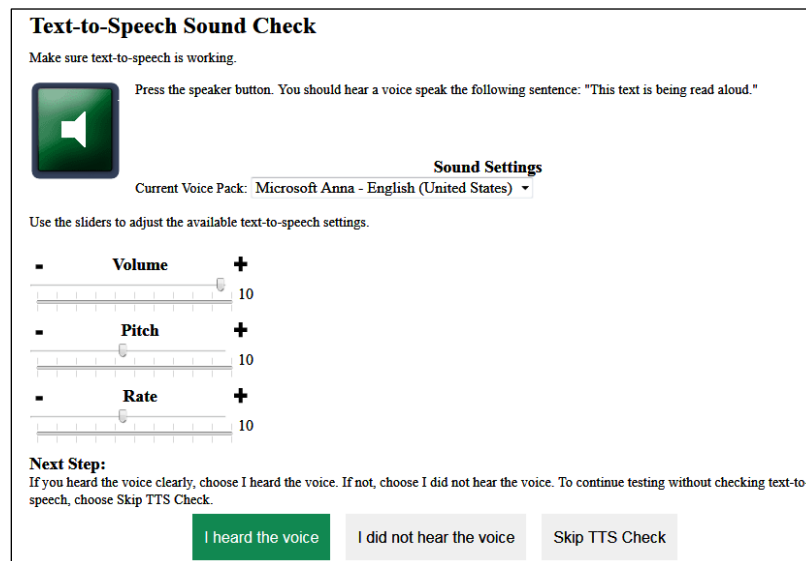 Text-to-Speech Sound Check
Make sure text-to-speech is working.
Press the speaker button. You should hear a voice speak the following sentence: "This text is being read aloud."
Sound Settings
Current Voice Pack: Microsoft Anna - English (United States)
Use the sliders to adjust the available text-to-speech settings.
- Volume +
10
- Pitch +
10
- Rate +
10
Next Step:
If you heard the voice clearly, choose I heard the voice. If not, choose I did not hear the voice. To continue testing without checking text-to-
speech, choose Skip TTS Check.
I heard the voice I did not hear the voice Skip TTS Check